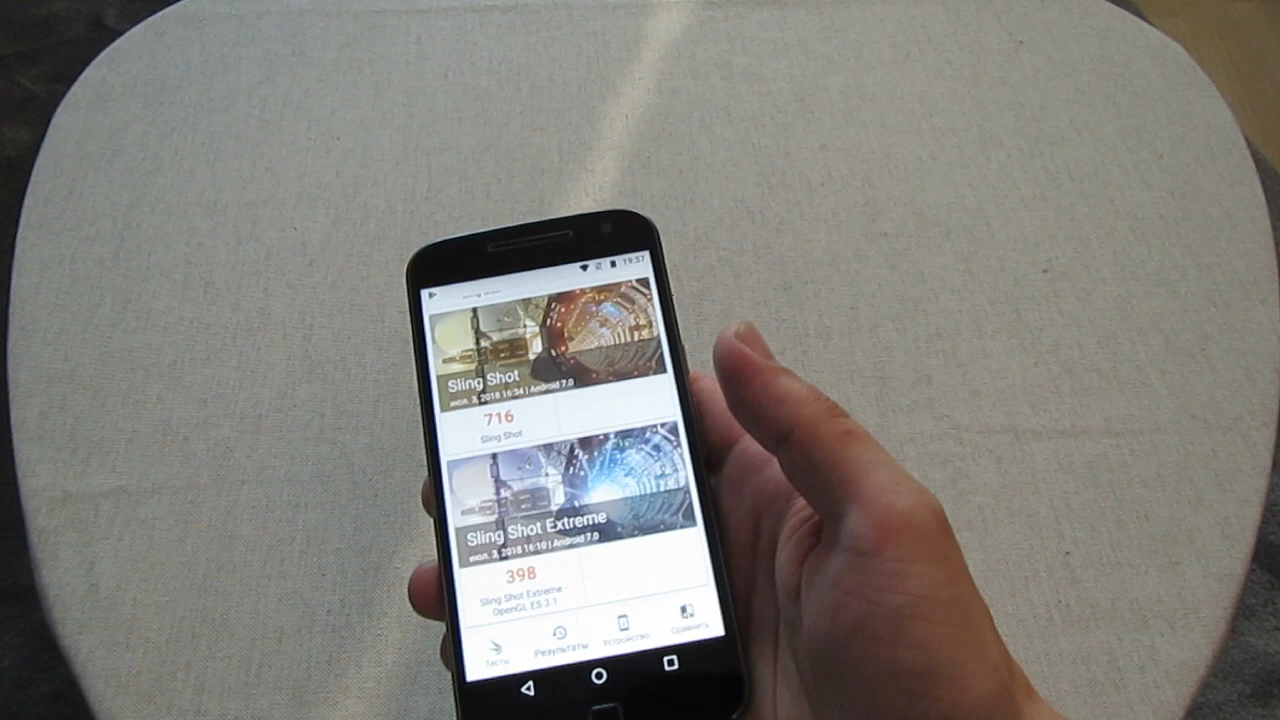 19:57
Sling Shot
июл. 3, 2018 16:34 | Android 7.0
716
Sling Shot
Sling Shot Extreme
июл. 3, 2018 16:10 | Android 7.0
398
Sling Shot Extreme -
OpenGL ES 3.1
Тесты
Результаты
Устройство
Сравнить